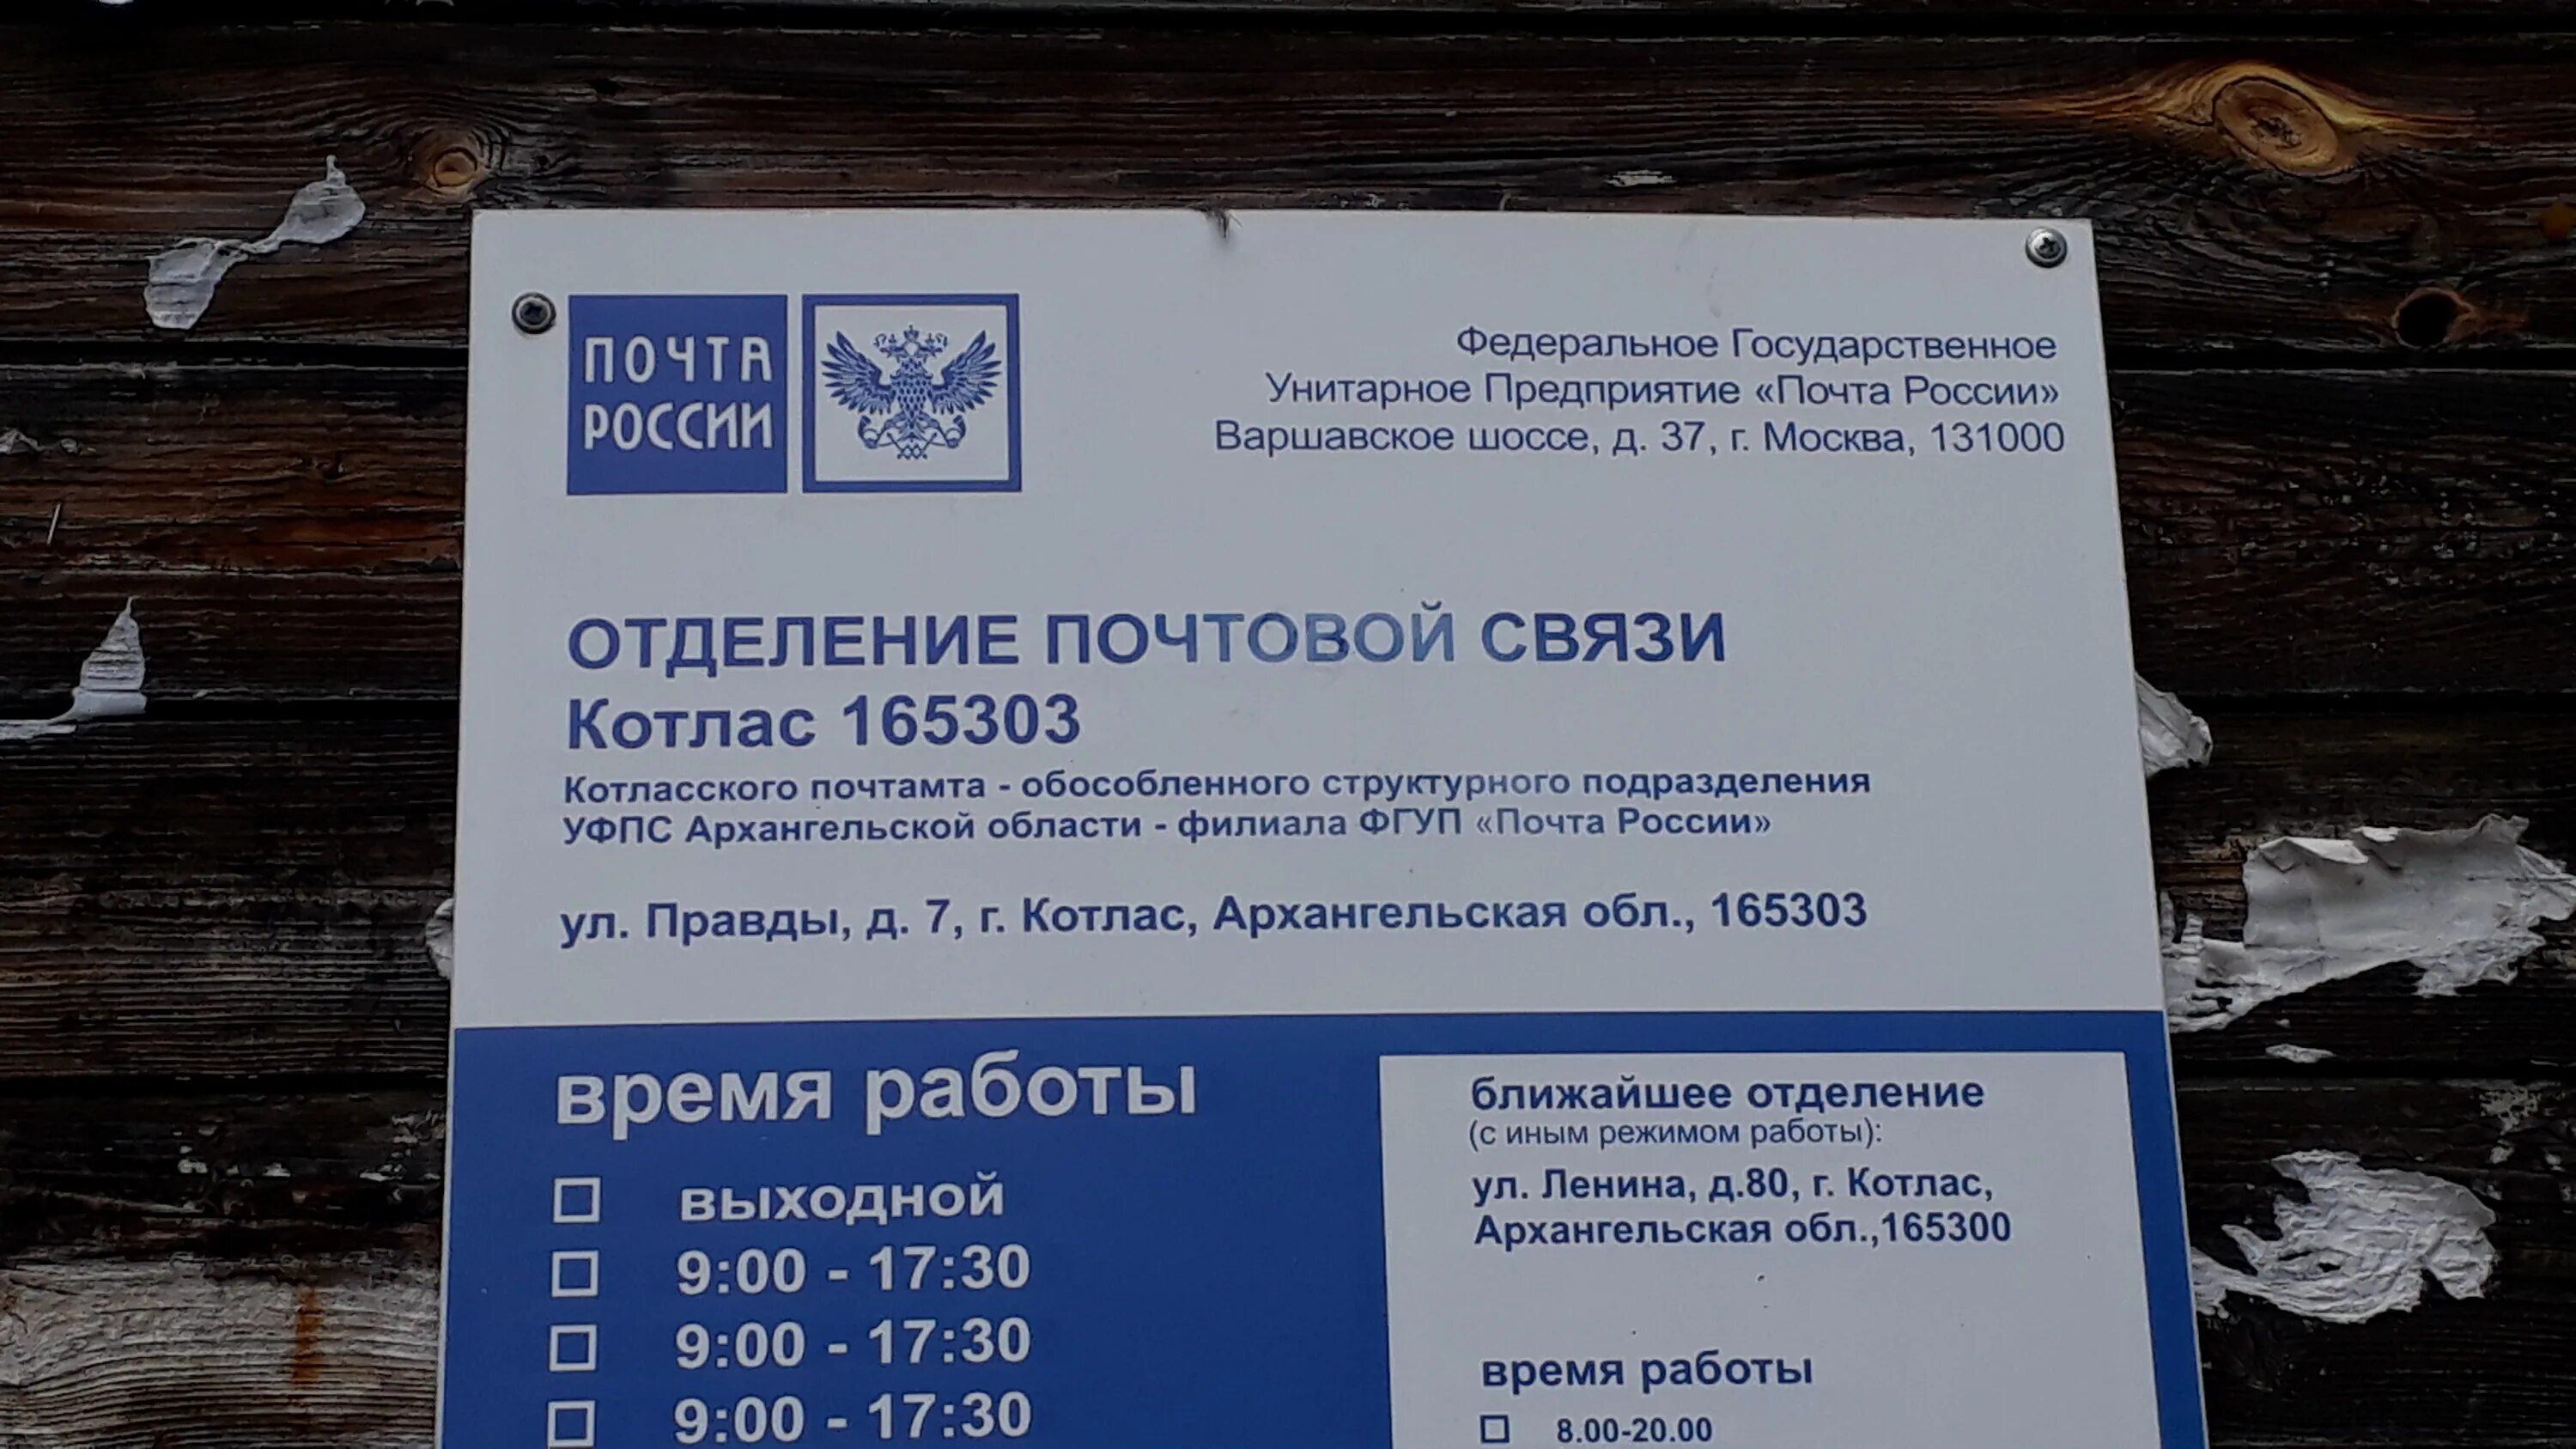 ПОЧТА
РОССИИ
Федеральное Государственное
Унитарное Предприятие «Почта России»
Варшавское шоссе, д. 37, г. Москва, 131000
ОТДЕЛЕНИЕ ПОЧТОВОЙ СВЯЗИ
Котлас 165303
Котласского почтамта - обособленного структурного подразделения
УФПС Архангельской области - филиала ФГУП «Почта России»
ул. Правды, д. 7, г. Котлас, Архангельская обл., 165303
время работы
выходной
9:00 - 17:30
9:00 - 17:30
9:00 - 17:30
ближайшее отделение
(с иным режимом работы):
ул. Ленина, д.80, г. Котлас,
Архангельская обл.,165300
время работы
8.00-20.00